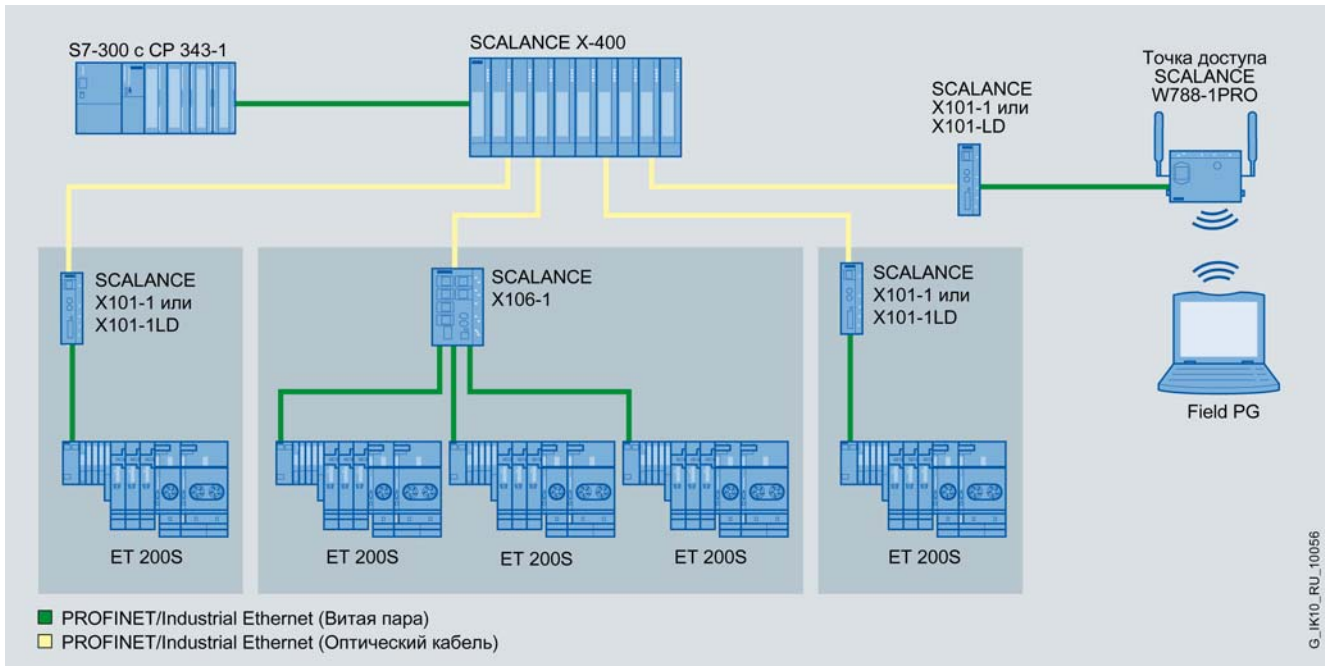 S7-300 с CP 343-1
SCALANCE X-400
SCALANCE
X101-1 или
X101-LD
Точка доступа
SCALANCE
W788-1PRO
SCALANCE
X101-1 или
X101-1LD
SCALANCE
X106-1
SCALANCE
X101-1 или
X101-1LD
Field PG
ET 200S
ET 200S
ET 200S
ET 200S
ET 200S
PROFINET/Industrial Ethernet (Витая пара)
PROFINET/Industrial Ethernet (Оптический кабель)
G_IK10_RU_10056